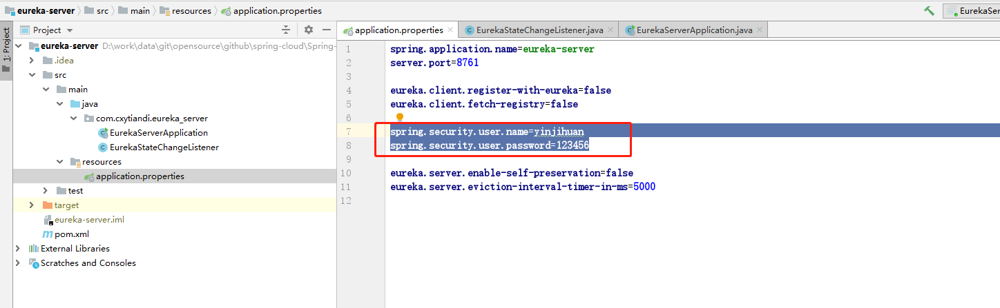 eureka-server src main resources application.properties EurekaSer
1: Project
Project
application.properties EurekaStateChangeListener.java EurekaServerApplication.java
eureka-server D:\work\data\git\opensource\github\spring-cloud\Spring-
.idea
src
main
java
com.cxytiandi.eureka_server
EurekaServerApplication
EurekaStateChangeListener
resources
application.properties
test
target
eureka-server.iml
pom.xml
External Libraries
Scratches and Consoles
1 spring.application.name=eureka-server
2 server.port=8761
3
4 eureka.client.register-with-eureka=false
5 eureka.client.fetch-registry=false
6
7 spring.security.user.name=yinjihuan
8 spring.security.user.password=123456
9
10 eureka.server.enable-self-preservation=false
11 eureka.server.eviction-interval-timer-in-ms=5000
12